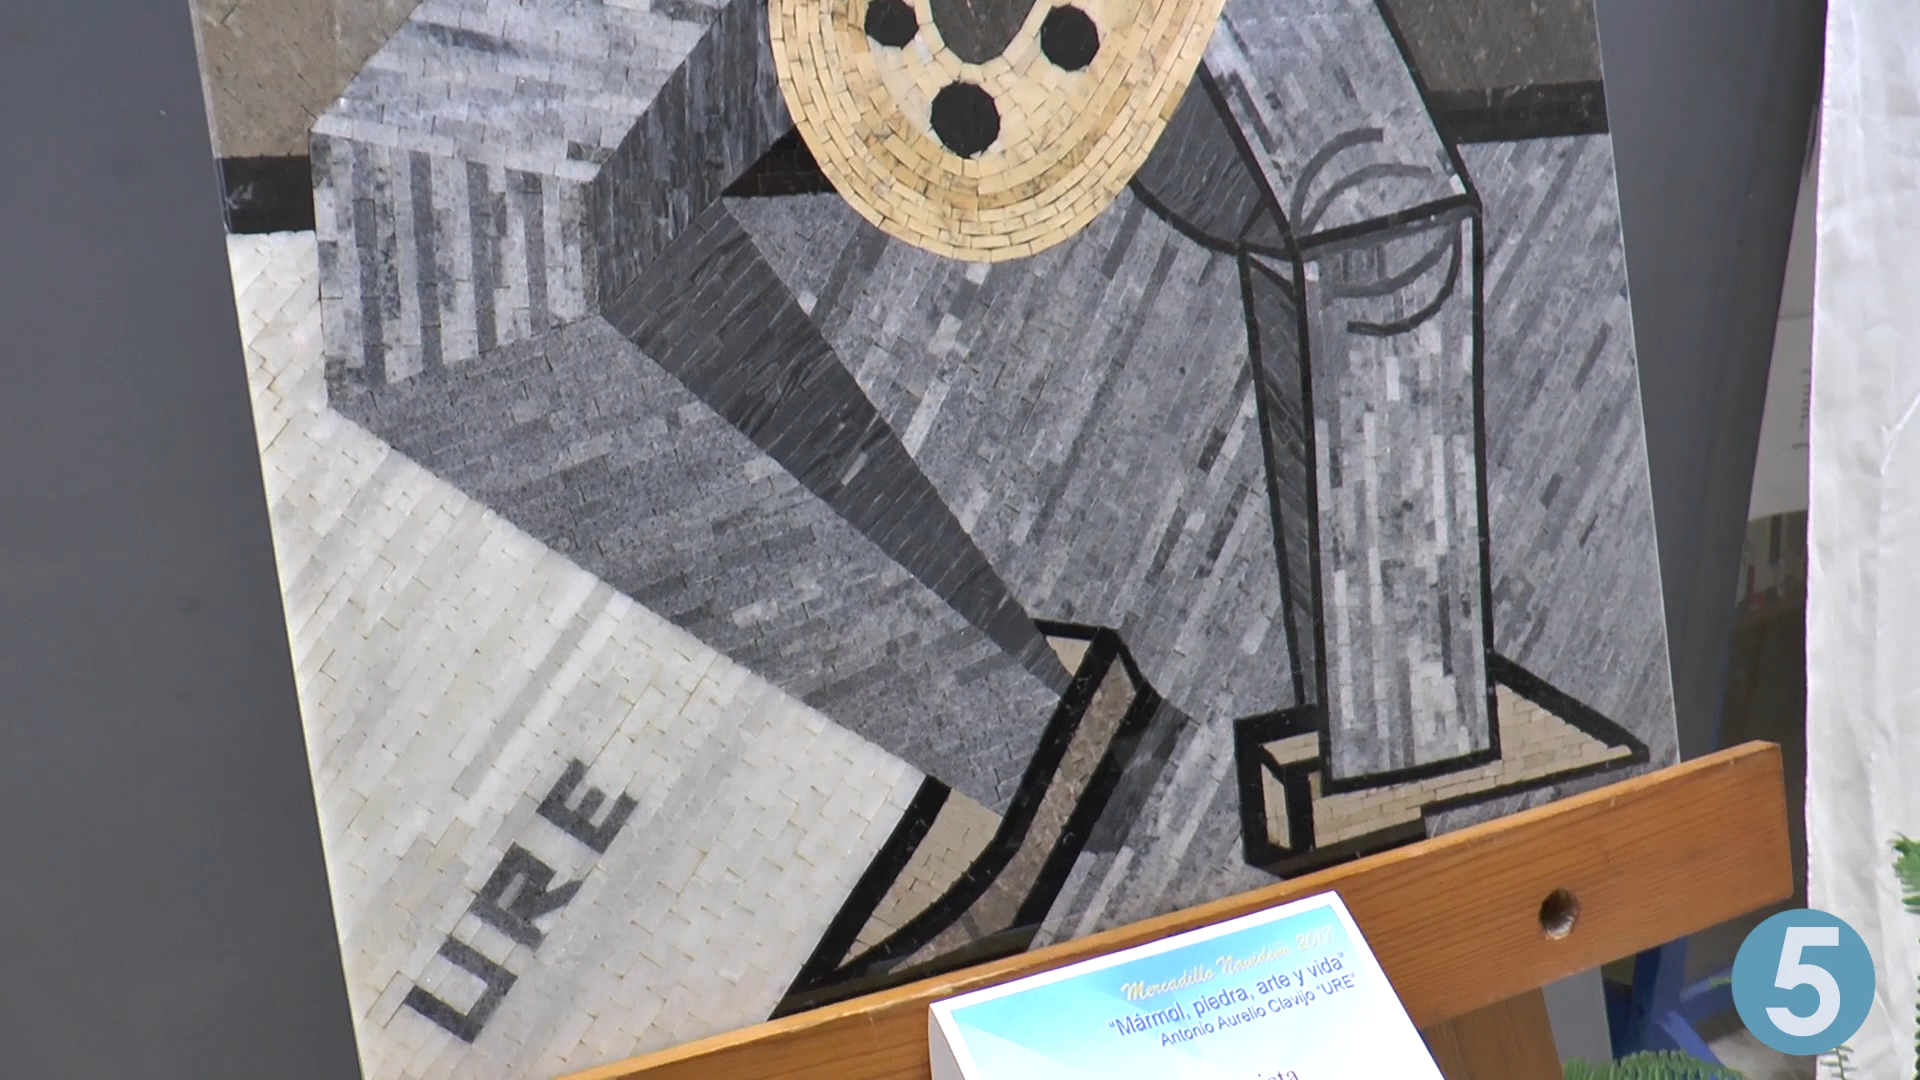 URE
Mercadillo Navideño 2017
"Mármol, piedra, arte y vida"
Antonio Aurelio Clavijo "URE"
5